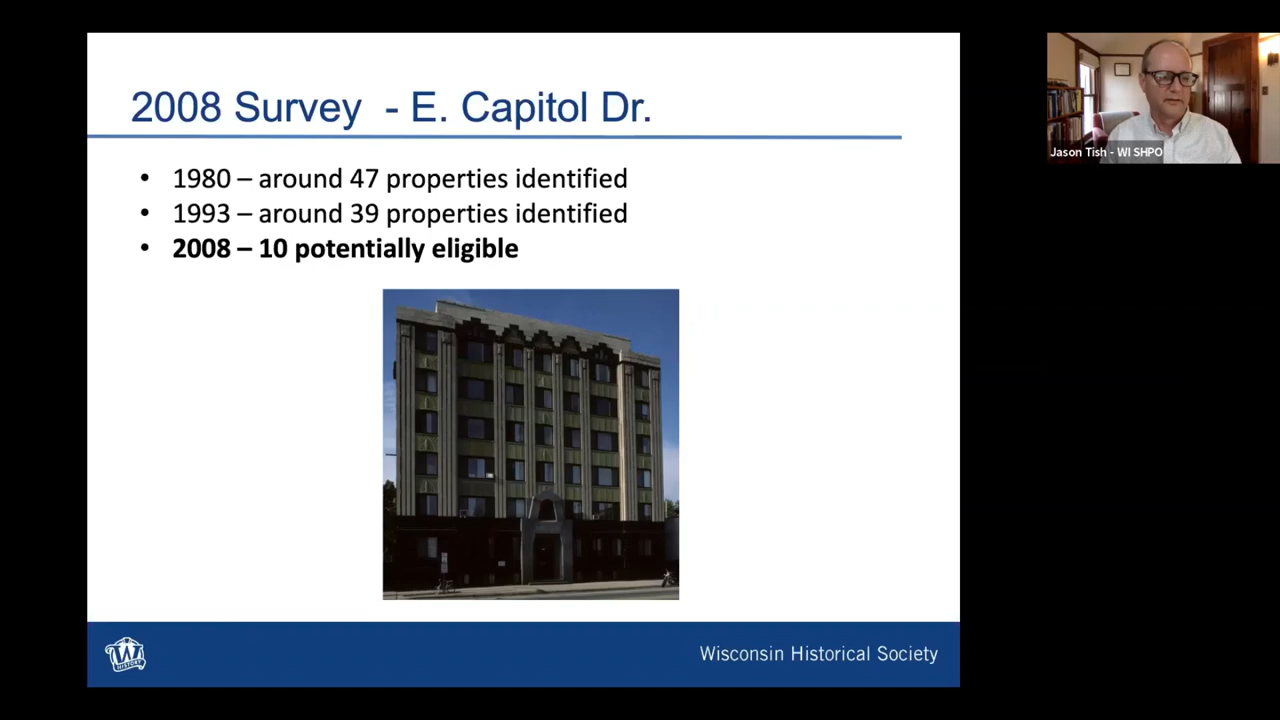 2008 Survey - E. Capitol Dr.
• 1980 – around 47 properties identified
• 1993 – around 39 properties identified
• 2008 – 10 potentially eligible
Jason Tish - WI SHPO
W
HISTORY
Wisconsin Historical Society